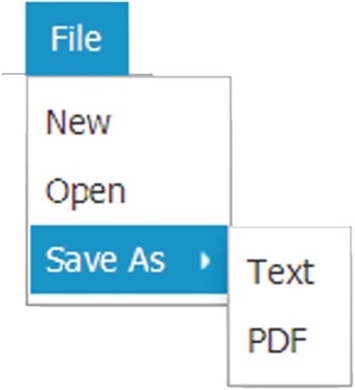 File
New
Open
Save As
Text
PDF